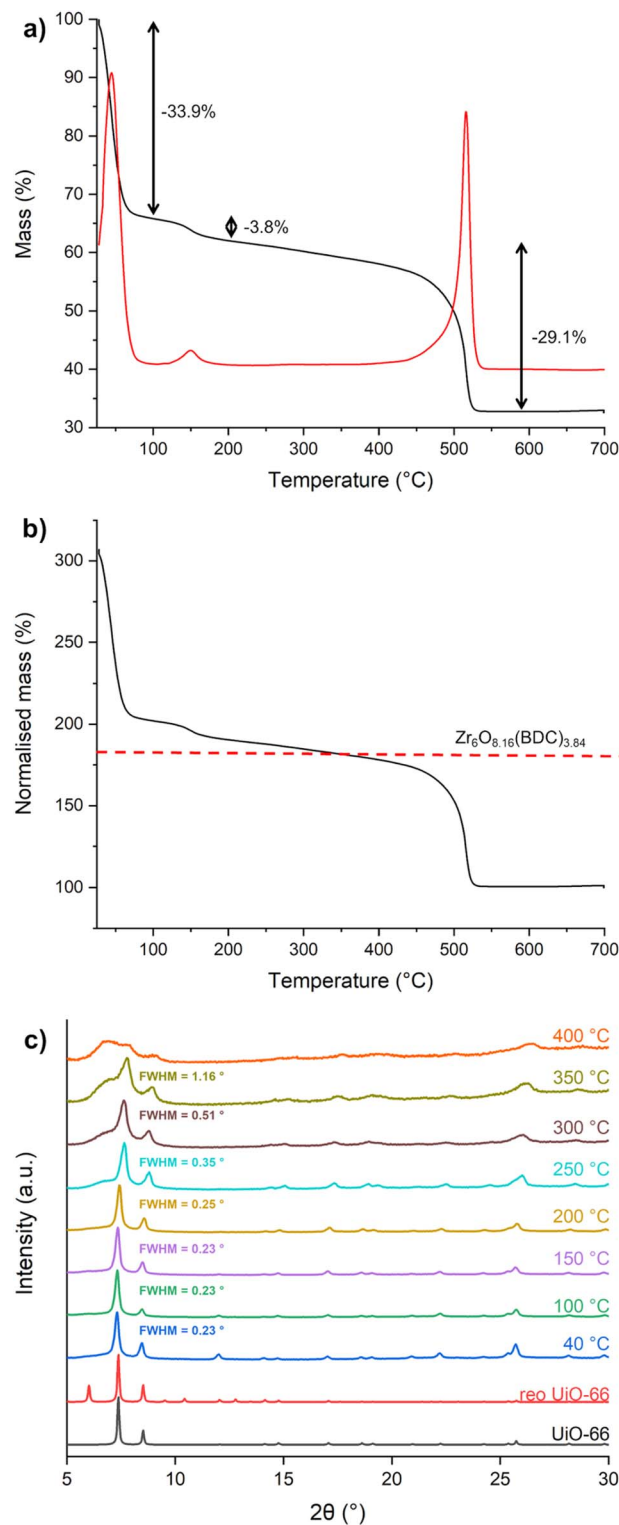 a)
100
90
80
70
60
50
40
30
Mass (%)
-33.9%
-3.8%
-29.1%
100 200 300 400 500 600 700
Temperature (°C)
b)
300
250
200
150
100
Normalised mass (%)
Zr6O8.16(BDC)3.84
100 200 300 400 500 600 700
Temperature (°C)
c)
Intensity (a.u.)
400 °C
FWHM = 1.16 °
350 °C
FWHM = 0.51 °
300 °C
FWHM = 0.35 °
250 °C
FWHM = 0.25 °
200 °C
FWHM = 0.23 °
150 °C
FWHM = 0.23 °
100 °C
FWHM = 0.23 °
40 °C
reo UiO-66
UiO-66
5 10 15 20 25 30
2θ (°)